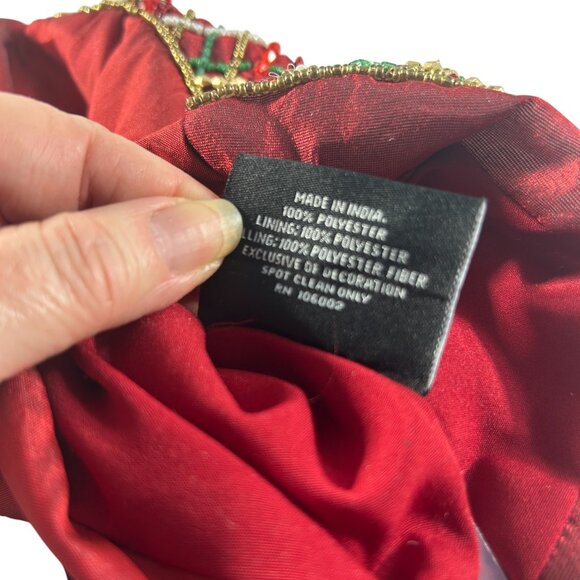 MADE IN INDIA.
100% POLYESTER
LINING: 100% POLYESTER
LLING: 100% POLYESTER FIBER
EXCLUSIVE OF DECORATION
SPOT CLEAN ONLY
RN 106002